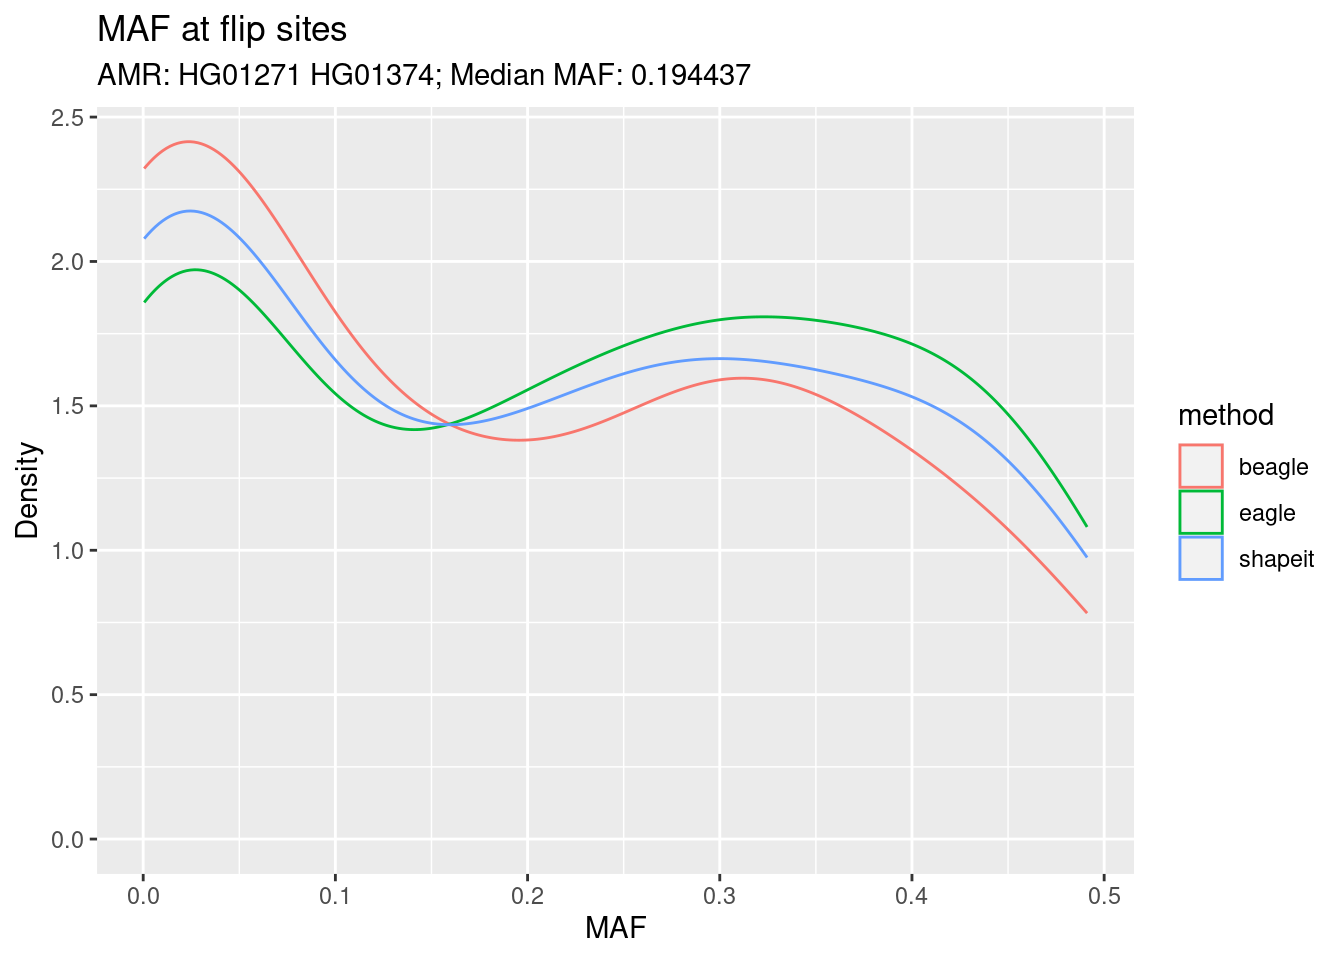 MAF at flip sites
AMR: HG01271 HG01374; Median MAF: 0.194437
2.5
2.0
1.5
1.0
0.5
0.0
Density
0.0 0.1 0.2 0.3 0.4 0.5
MAF
method
beagle
eagle
shapeit